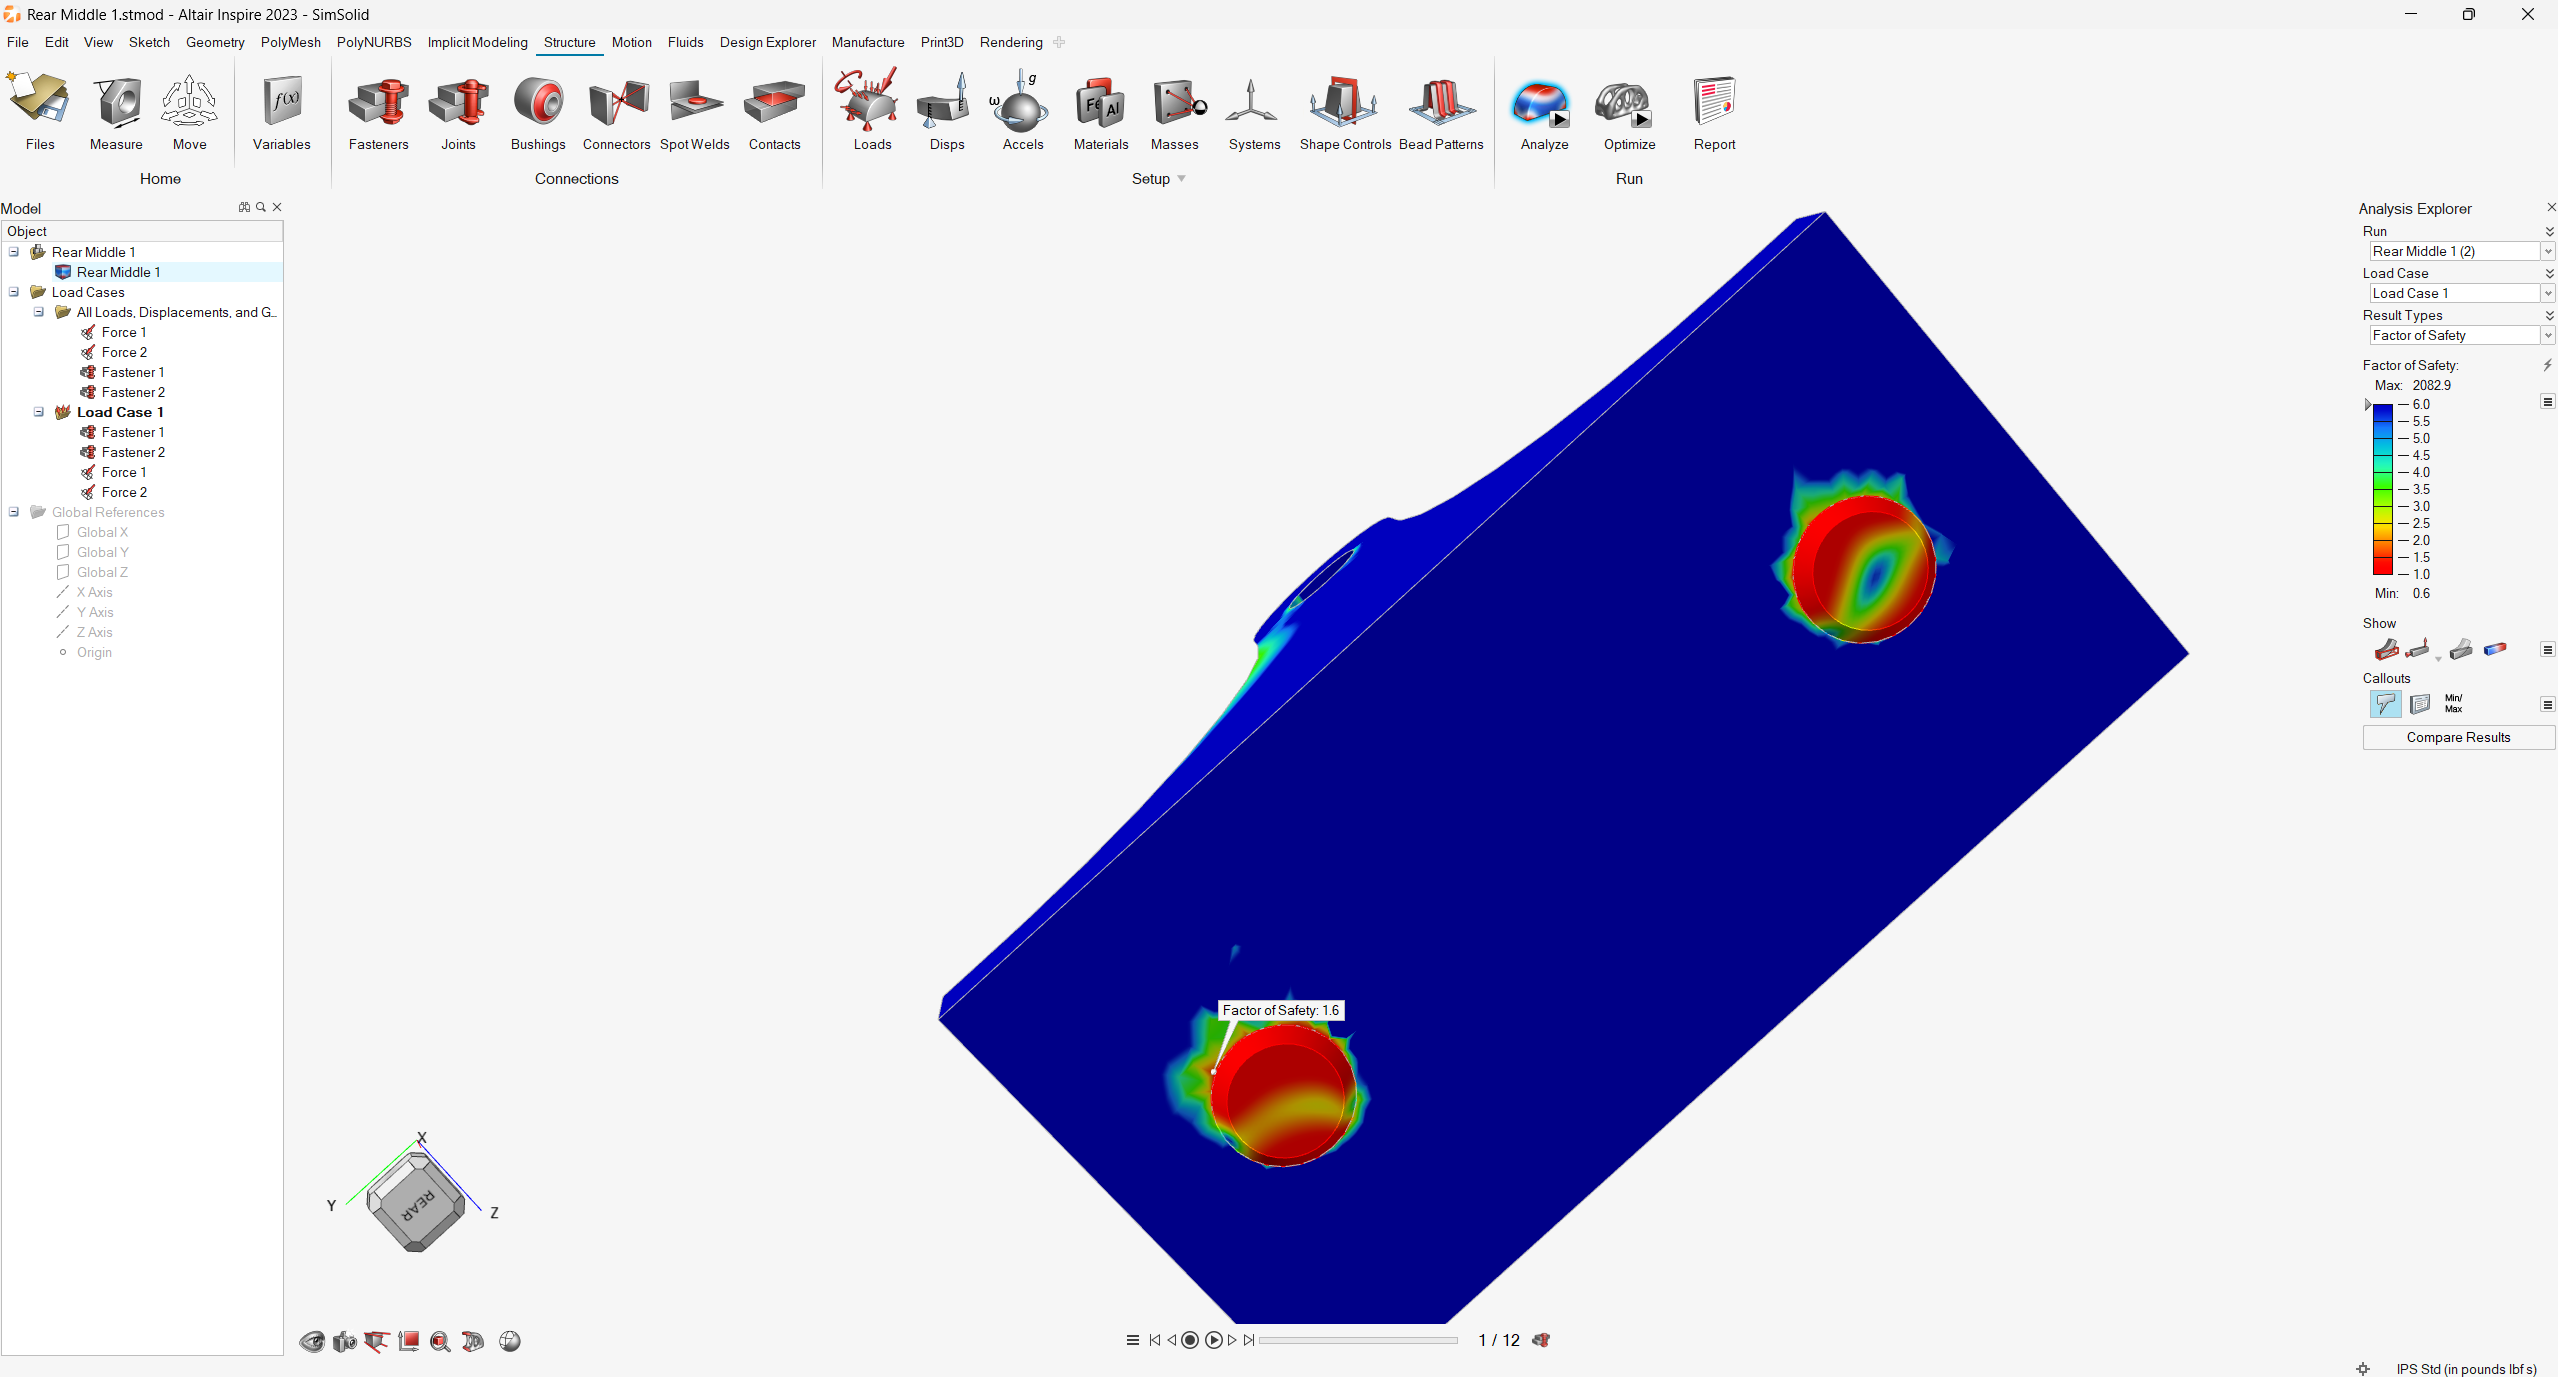 Rear Middle 1.stmod - Altair Inspire 2023 - SimSolid
File Edit View Sketch Geometry PolyMesh PolyNURBS Implicit Modeling Structure Motion Fluids Design Explorer Manufacture Print3D Rendering
f(x) Fe Al g ω
Files Measure Move Variables Fasteners Joints Bushings Connectors Spot Welds Contacts Loads Disps Accels Materials Masses Systems Shape Controls Bead Patterns Analyze Optimize Report
Home Connections Setup Run
Model
Object
Rear Middle 1
Rear Middle 1
Load Cases
All Loads, Displacements, and G...
Force 1
Force 2
Fastener 1
Fastener 2
Load Case 1
Fastener 1
Fastener 2
Force 1
Force 2
Global References
Global X
Global Y
Global Z
X Axis
Y Axis
Z Axis
Origin
Factor of Safety: 1.6
X
Y
Z
REAR
1 / 12
Analysis Explorer
Run
Rear Middle 1 (2)
Load Case
Load Case 1
Result Types
Factor of Safety
Factor of Safety:
Max: 2082.9
6.0
5.5
5.0
4.5
4.0
3.5
3.0
2.5
2.0
1.5
1.0
Min: 0.6
Show
Callouts
Min/
Max
Compare Results
IPS Std (in pounds lbf s)